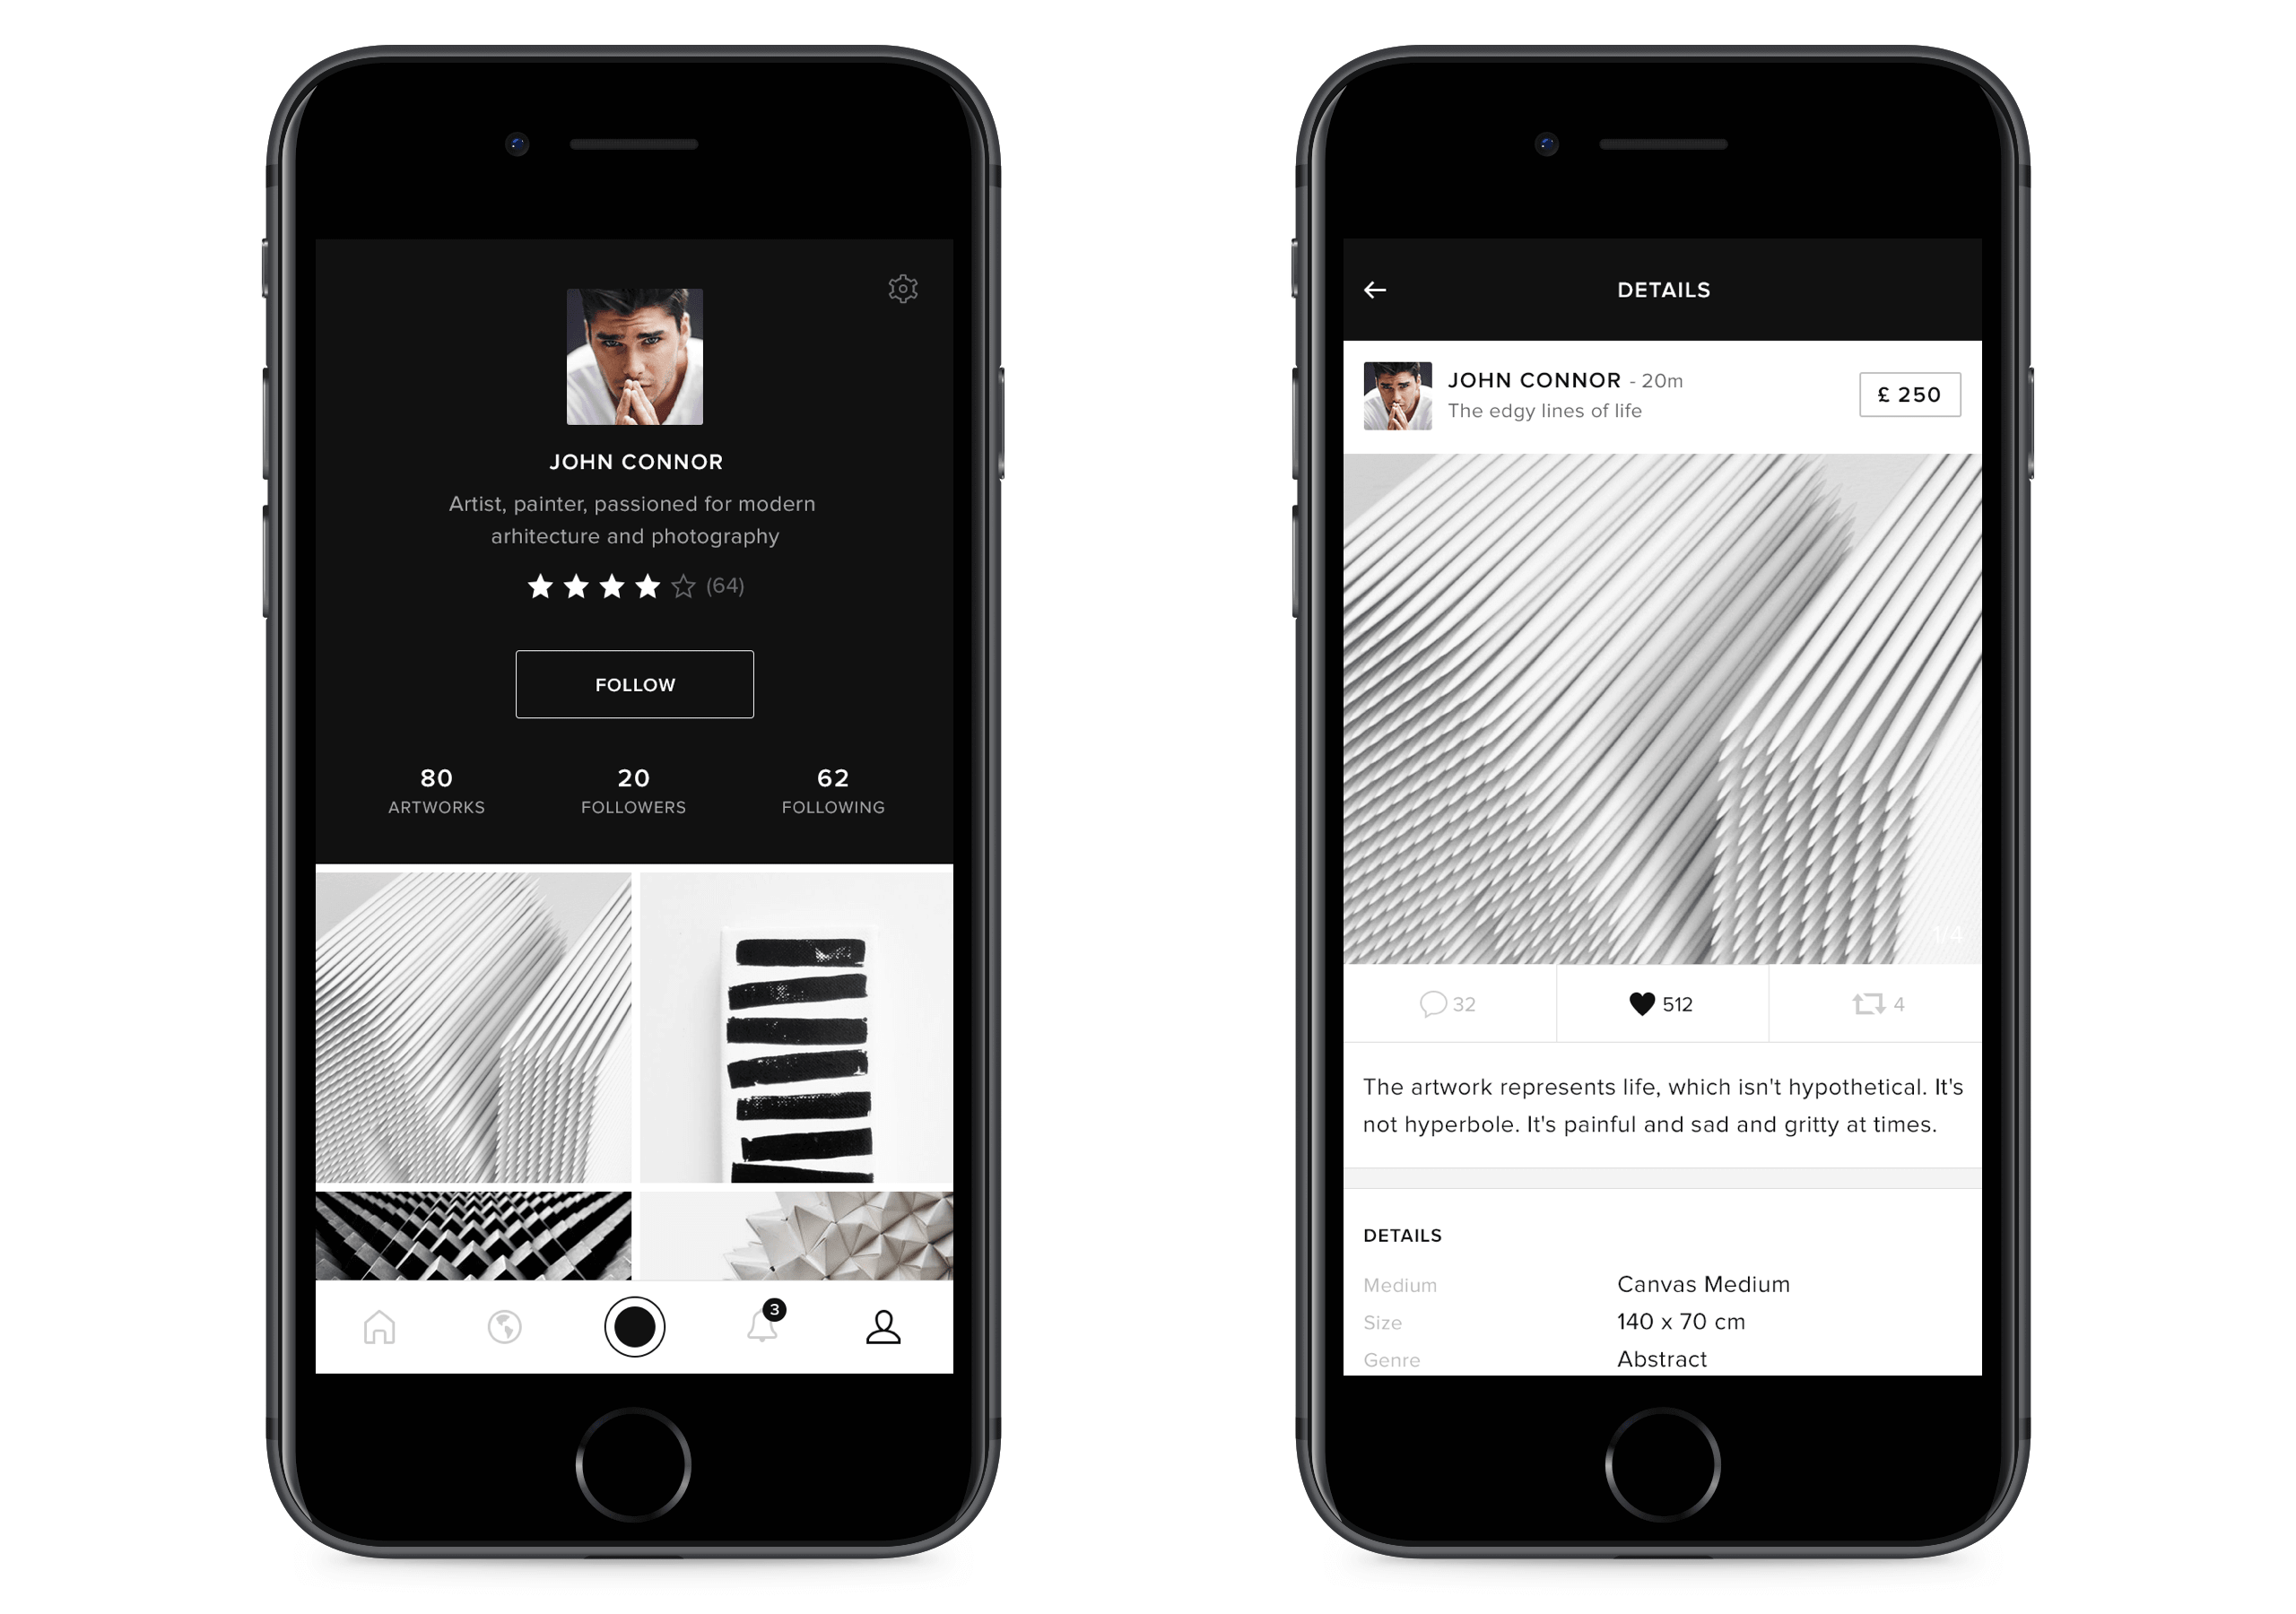 JOHN CONNOR
Artist, painter, passioned for modern
arhitecture and photography
(64)
FOLLOW
80
ARTWORKS
20
FOLLOWERS
62
FOLLOWING
3
DETAILS
JOHN CONNOR - 20m
The edgy lines of life
£ 250
1/4
32
512
4
The artwork represents life, which isn't hypothetical. It's
not hyperbole. It's painful and sad and gritty at times.
DETAILS
Medium Canvas Medium
Size 140 x 70 cm
Genre Abstract